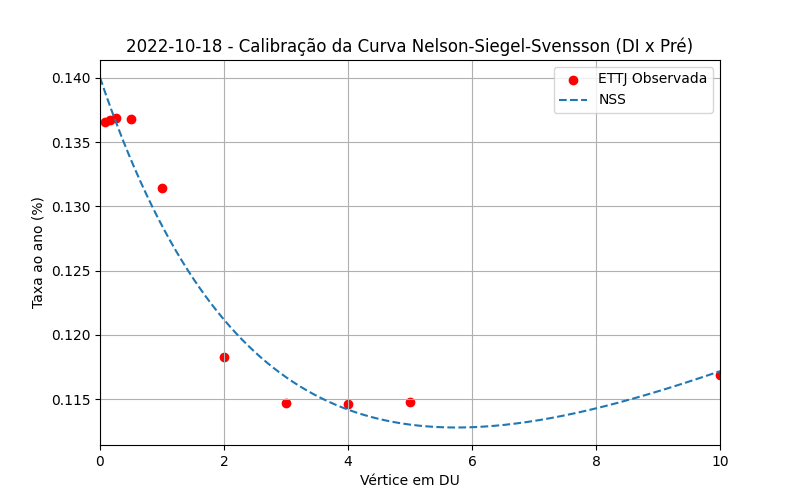 2022-10-18 - Calibração da Curva Nelson-Siegel-Svensson (DI x Pré)
ETTJ Observada
NSS
Taxa ao ano (%)
0.140
0.135
0.130
0.125
0.120
0.115
0 2 4 6 8 10
Vértice em DU